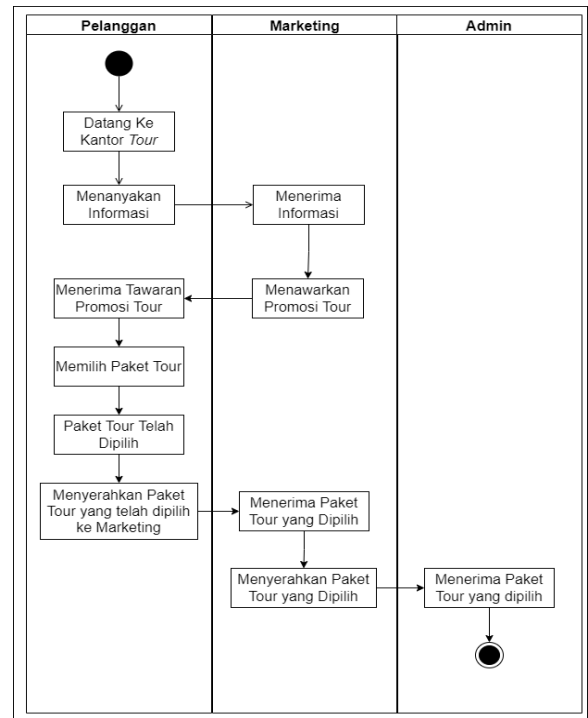 Pelanggan
Marketing
Admin
Datang Ke
Kantor Tour
Menanyakan
Informasi
Menerima
Informasi
Menerima Tawaran
Promosi Tour
Menawarkan
Promosi Tour
Memilih Paket Tour
Paket Tour Telah
Dipilih
Menyerahkan Paket
Tour yang telah dipilih
ke Marketing
Menerima Paket
Tour yang Dipilih
Menyerahkan Paket
Tour yang Dipilih
Menerima Paket
Tour yang dipilih